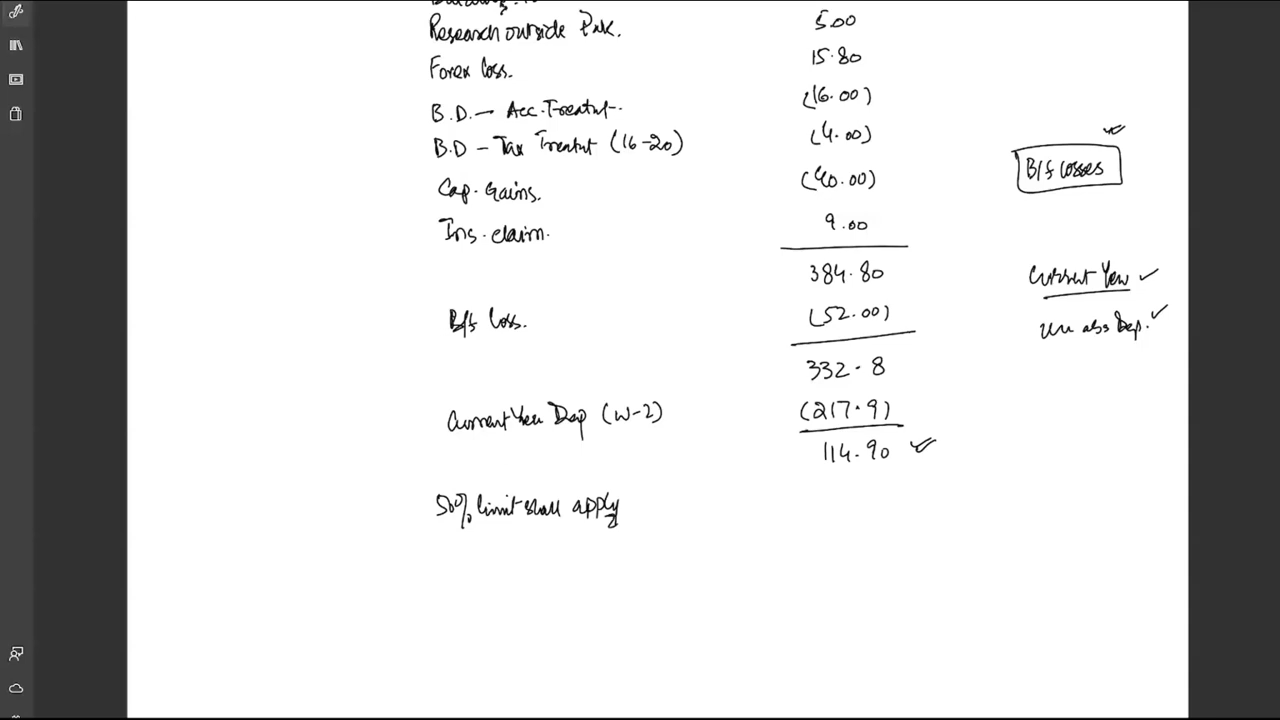 Research outside Pak. 5.00
Forex loss. 15.80
B.D. - Acc. Treatmt. (16.00)
B.D - Tax Treatmt (16-20) (4.00)
B/f losses
Cap. Gains. (40.00)
Ins. claim. 9.00
384.80
Current Year
B/f Loss. (52.00)
un abs Dep.
332.8
Current Year Dep (W-2) (217.9)
114.90
50% limit shall apply